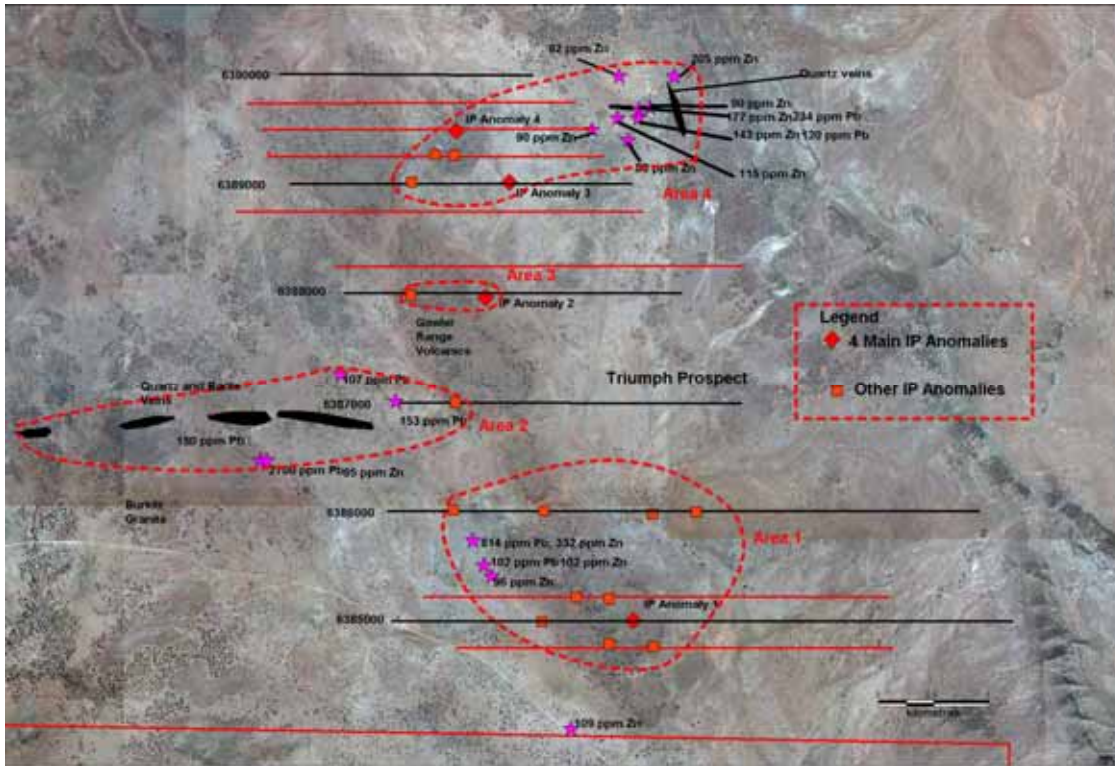 82 ppm Zn
205 ppm Zn
6390000
Quartz veins
90 ppm Zn
177 ppm Zn 234 ppm Pb
IP Anomaly 4
90 ppm Zn
143 ppm Zn 120 ppm Pb
ppm Zn
115 ppm Zn
6389000
IP Anomaly 3
Area 4
Area 3
6388000
IP Anomaly 2
Gawler
Range
Volcanics
Legend
4 Main IP Anomalies
Other IP Anomalies
107 ppm Pb
Triumph Prospect
Quartz and Barite
Veins
6387000
153 ppm Pb
Area 2
150 ppm Pb
2700 ppm Pb 95 ppm Zn
Burkitt
Granite
6386000
Area 1
814 ppm Pb, 352 ppm Zn
102 ppm Pb 102 ppm Zn
96 ppm Zn
IP Anomaly 1
6385000
kilometres
109 ppm Zn